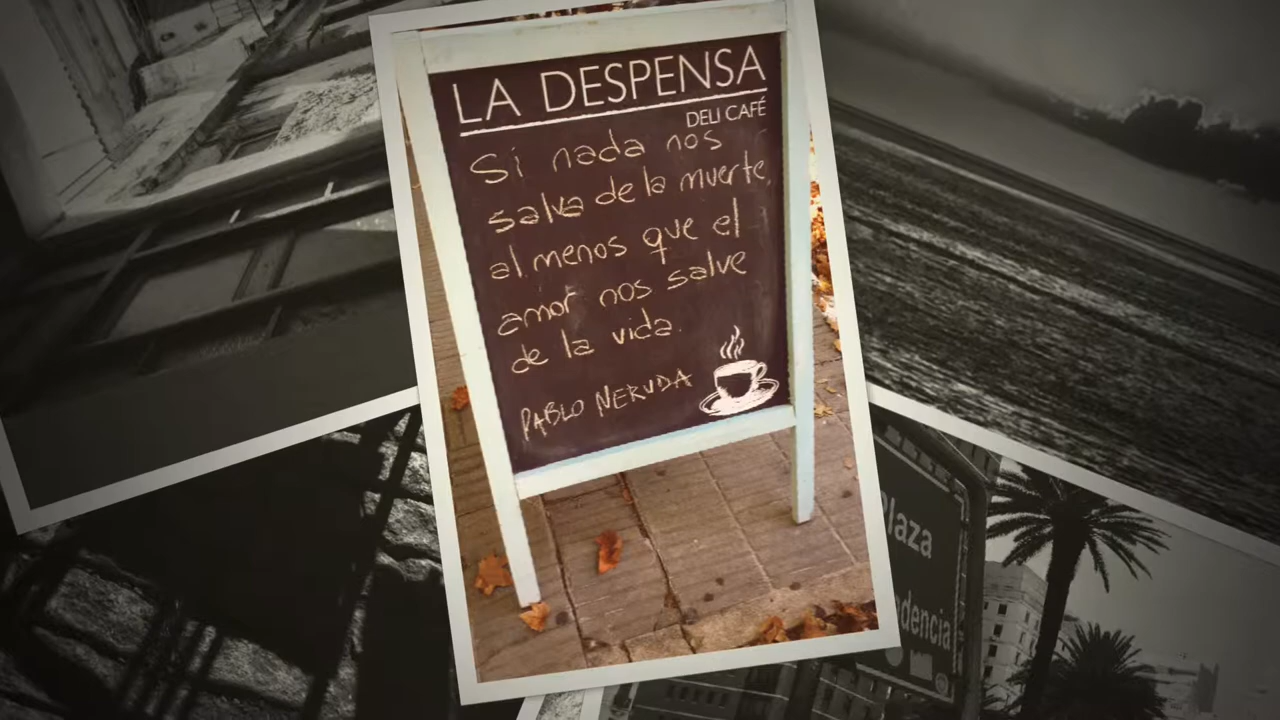 LA DESPENSA
DELI CAFÉ
Si nada nos
salva de la muerte,
al menos que el
amor nos salve
de la vida.
PABLO NERUDA
Plaza